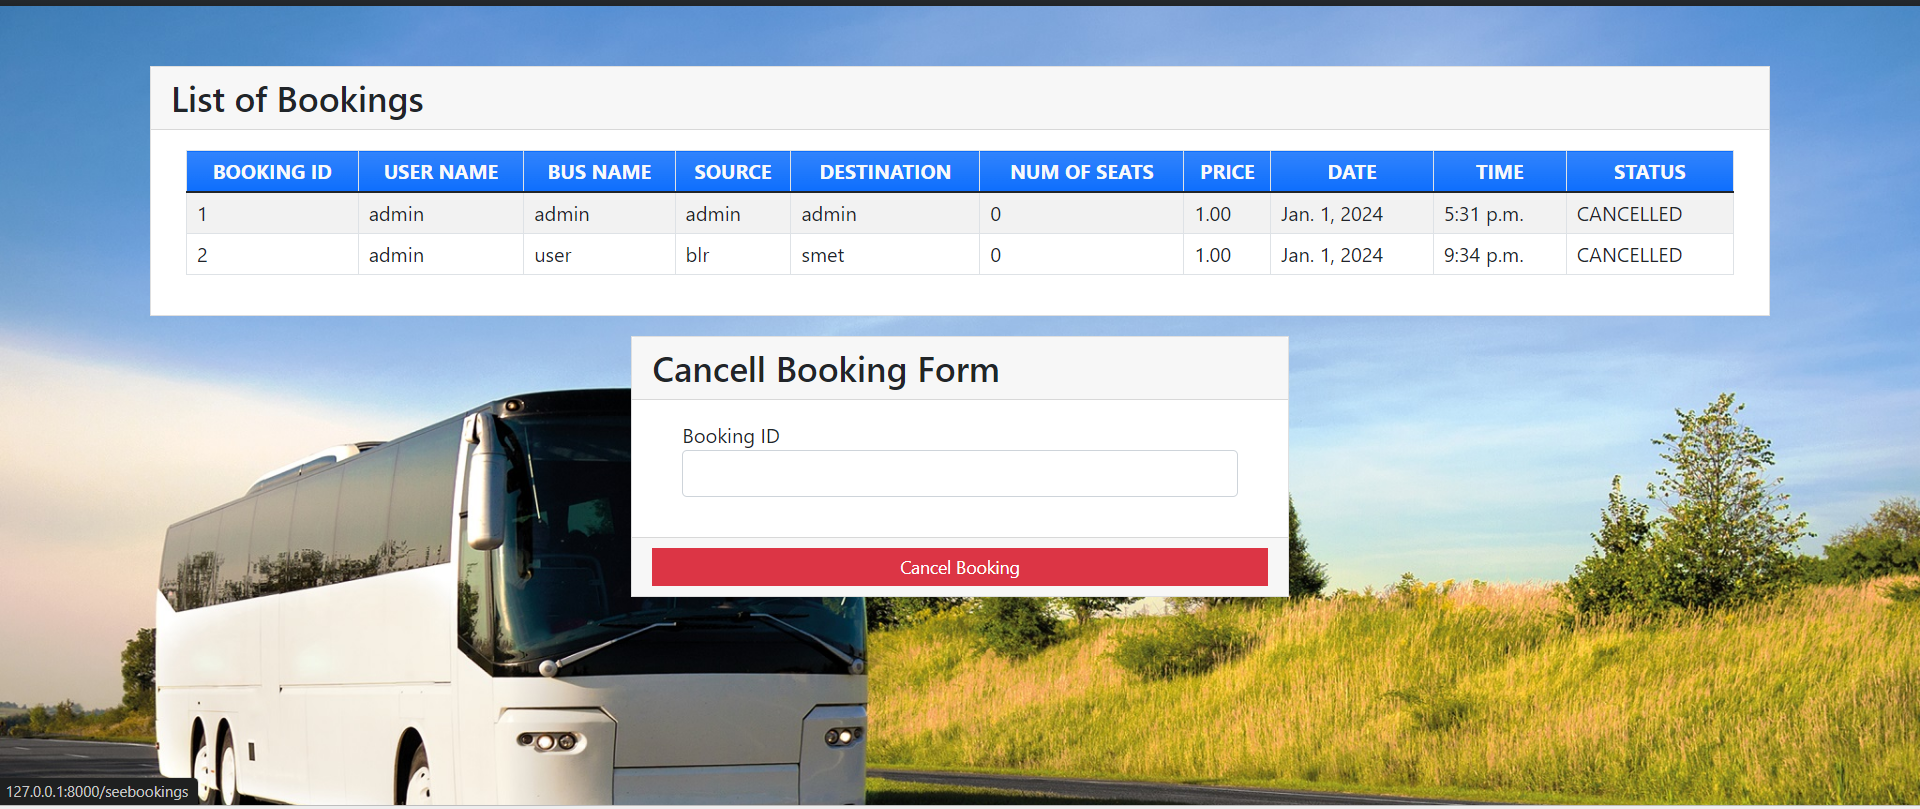 List of Bookings
BOOKING ID USER NAME BUS NAME SOURCE DESTINATION NUM OF SEATS PRICE DATE TIME STATUS
1 admin admin admin admin 0 1.00 Jan. 1, 2024 5:31 p.m. CANCELLED
2 admin user blr smet 0 1.00 Jan. 1, 2024 9:34 p.m. CANCELLED
Cancell Booking Form
Booking ID
Cancel Booking
127.0.0.1:8000/seebookings